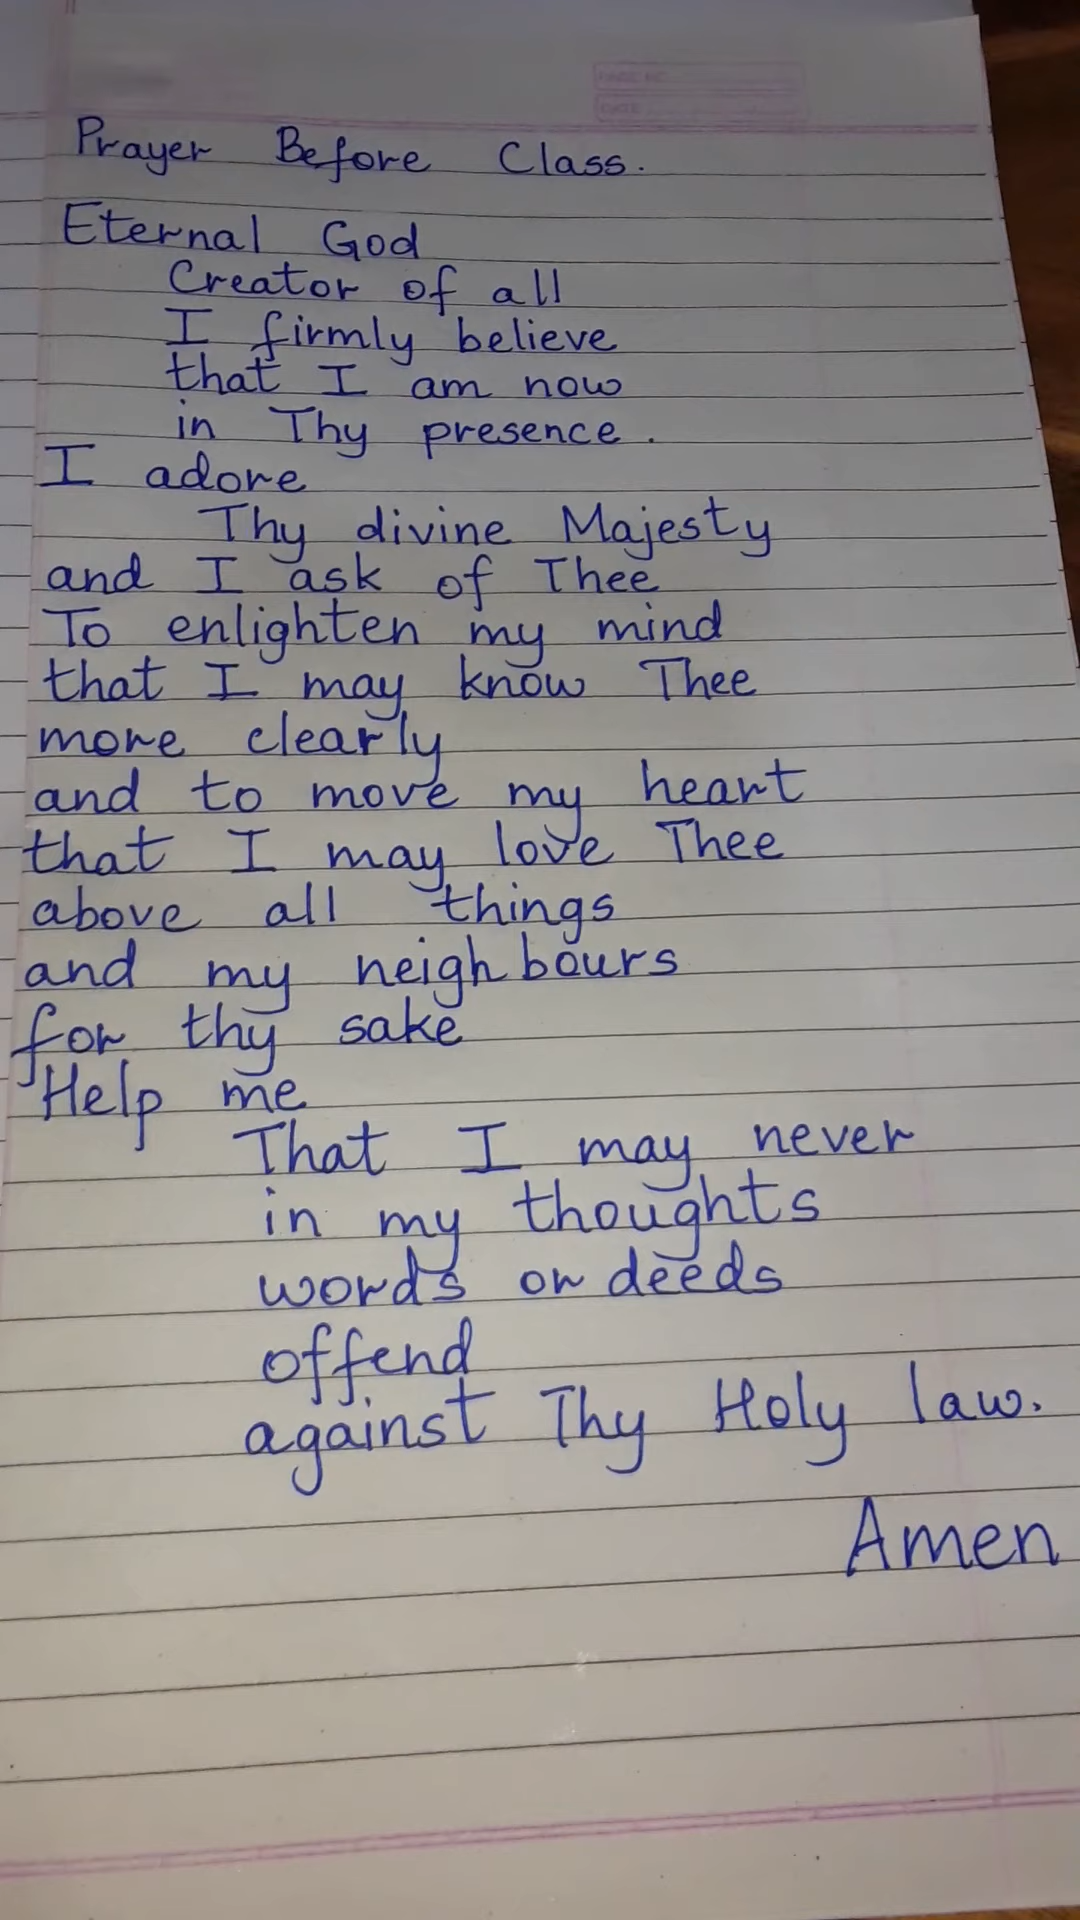 PAGE NO.
DATE
Prayer Before Class.
Eternal God
Creator of all
I firmly believe
that I am now
in Thy presence.
I adore
Thy divine Majesty
and I ask of Thee
To enlighten my mind
that I may know Thee
more clearly
and to move my heart
that I may love Thee
above all things
and my neighbours
for thy sake
Help me
That I may never
in my thoughts
words or deeds
offend
against Thy Holy law.
Amen